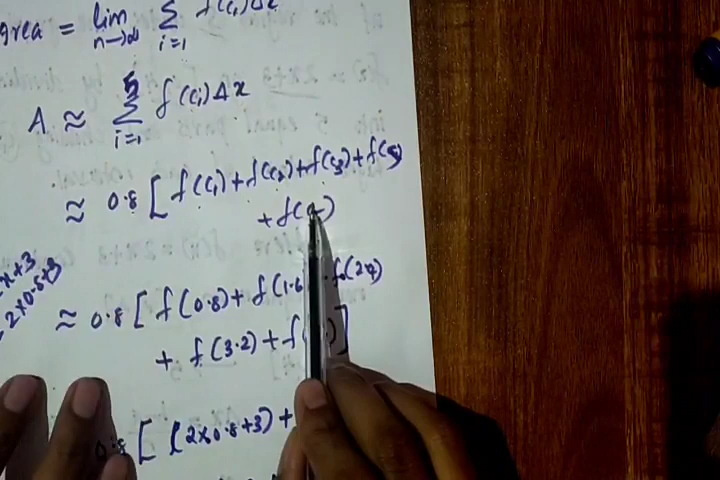 area = lim n→∞ Σ i=1 f(ci)Δx
A ≈ Σ 5 i=1 f(ci)Δx
≈ 0.8 [ f(c1)+f(c2)+f(c3)+f(c4)
+f(c5)
x+3
2×0.8+3
≈ 0.8 [ f(0.8)+ f(1.6) f(2.4)
+ f(3.2) + f( ) ]
0.8 [ (2×0.8+3) +